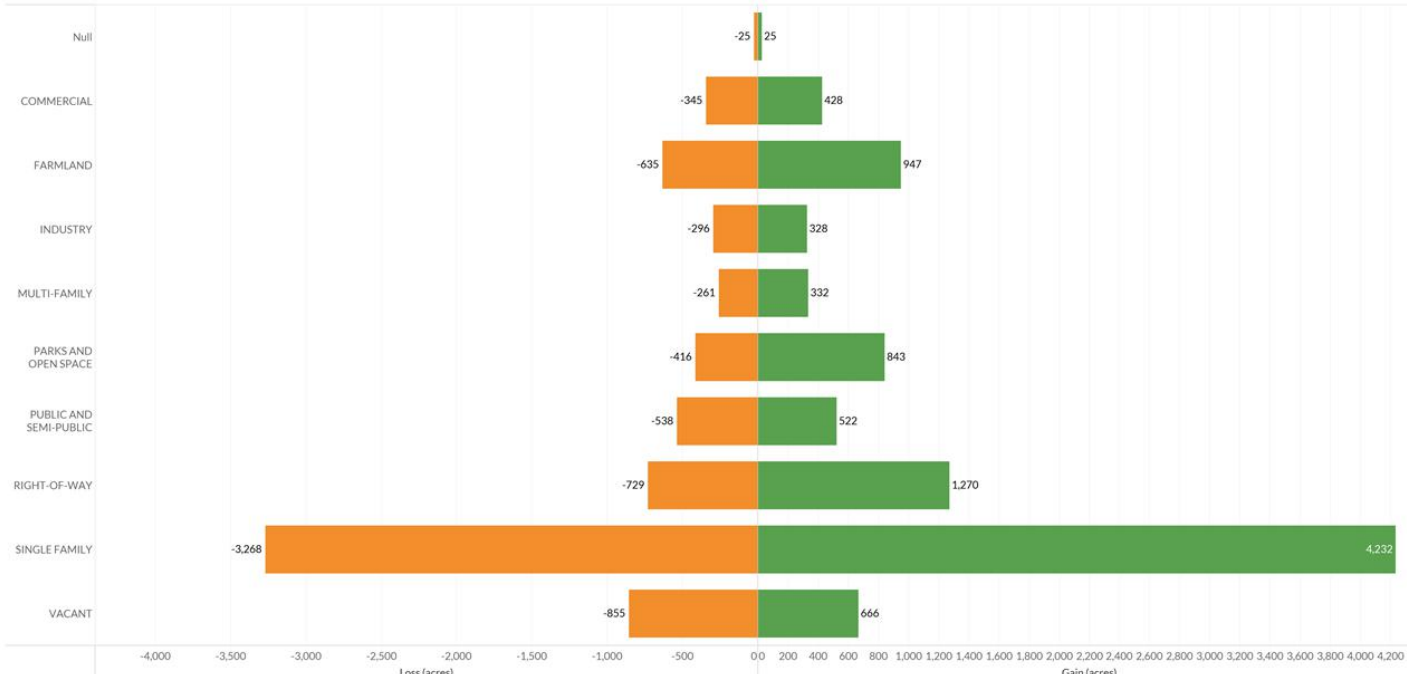 Null -25 25
COMMERCIAL -345 428
FARMLAND -635 947
INDUSTRY -296 328
MULTI-FAMILY -261 332
PARKS AND
OPEN SPACE -416 843
PUBLIC AND
SEMI-PUBLIC -538 522
RIGHT-OF-WAY -729 1,270
SINGLE FAMILY -3,268 4,232
VACANT -855 666
-4,000 -3,500 -3,000 -2,500 -2,000 -1,500 -1,000 -500 0 0 200 400 600 800 1,000 1,200 1,400 1,600 1,800 2,000 2,200 2,400 2,600 2,800 3,000 3,200 3,400 3,600 3,800 4,000 4,200
Loss (acres) Gain (acres)